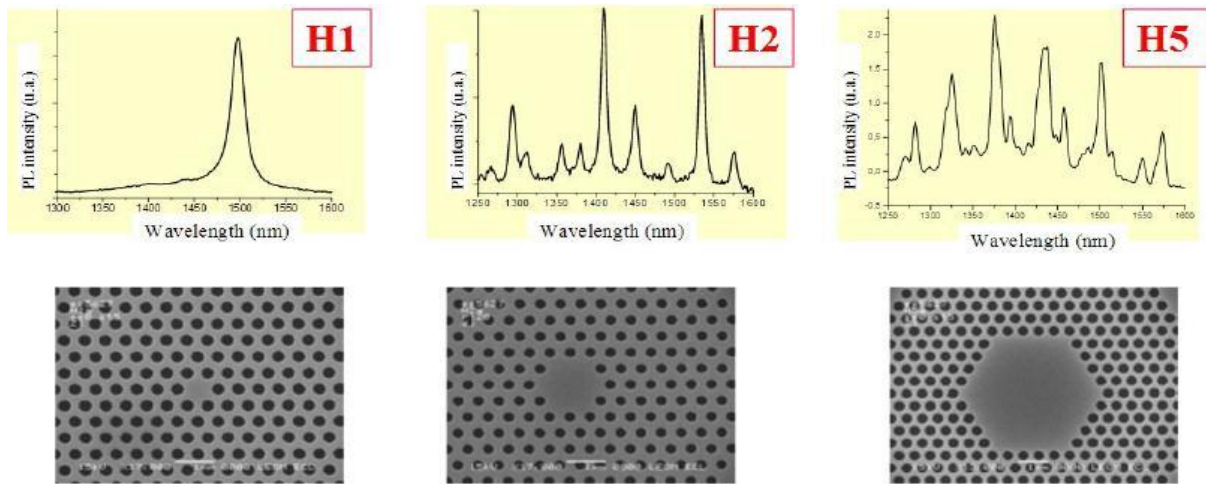 H1
PL intensity (u.a.)
1300 1400 1500 1550 1600
Wavelength (nm)
H2
PL intensity (u.a.)
1250 1300 1350 1400 1450 1500 1550 1600
Wavelength (nm)
H5
PL intensity (u.a.)
2.0
1.5
1.0
0.5
0.0
-0.5
1250 1300 1350 1400 1450 1500 1550 1600
Wavelength (nm)